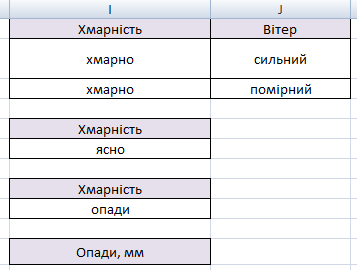 I J
Хмарність Вітер
хмарно сильний
хмарно помірний
Хмарність
ясно
Хмарність
опади
Опади, мм